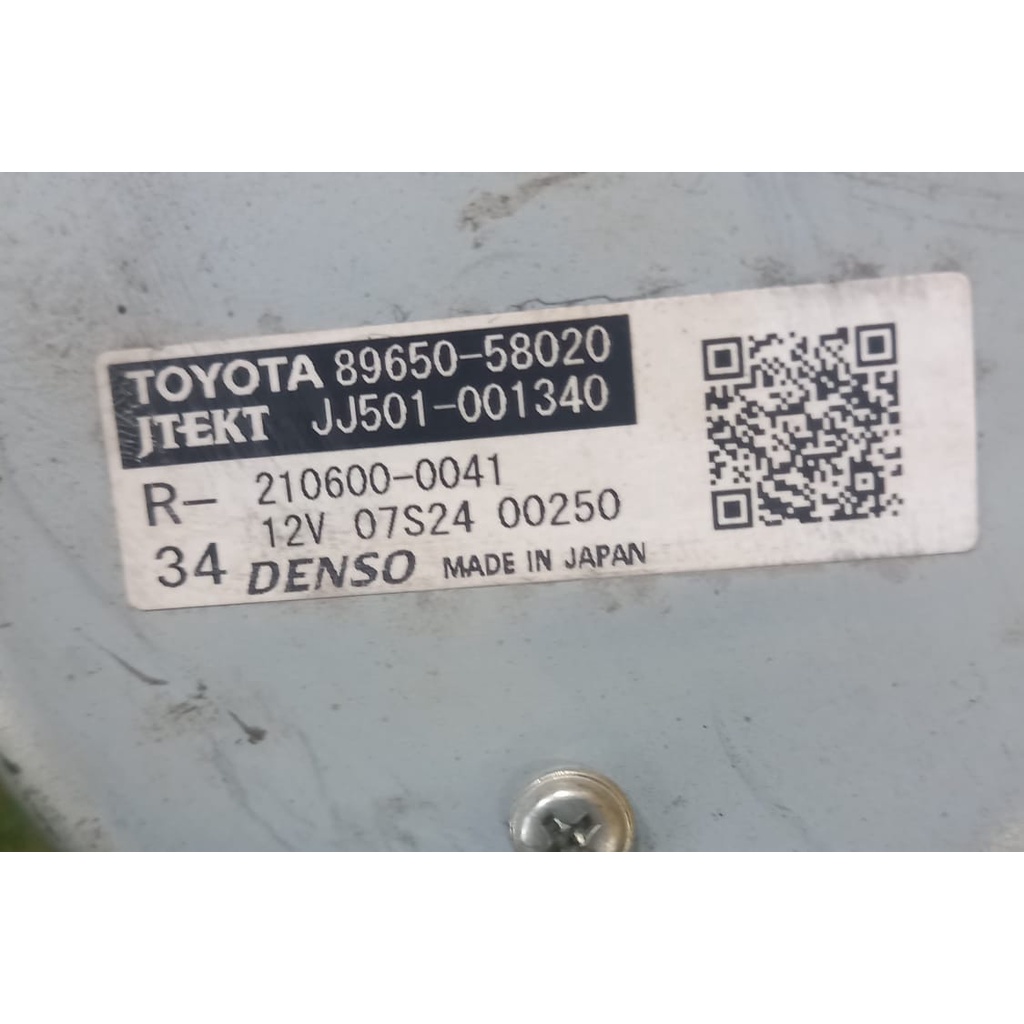 TOYOTA 89650-58020
JTEKT JJ501-001340
R- 210600-0041
12V 07S24 00250
34 DENSO MADE IN JAPAN